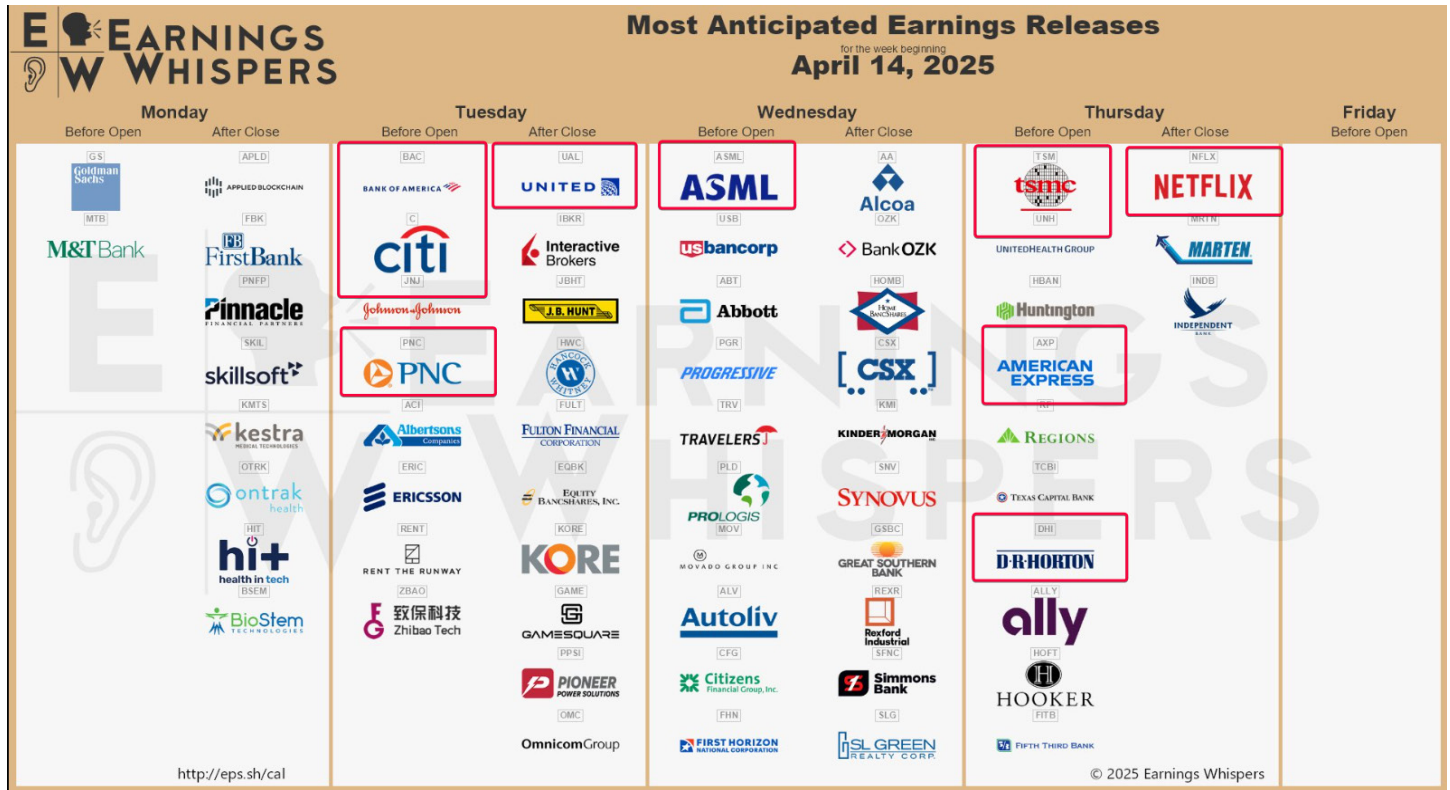 E EARNINGS
W WHISPERS
Most Anticipated Earnings Releases
for the week beginning
April 14, 2025
Monday
Before Open
After Close
Tuesday
Before Open
After Close
Wednesday
Before Open
After Close
Thursday
Before Open
After Close
Friday
Before Open
GS
Goldman
Sachs
MTB
M&T Bank
APLD
APPLIED BLOCKCHAIN
FBK
FB
FirstBank
PNFP
Pinnacle
FINANCIAL PARTNERS
SKIL
skillsoft
KMTS
kestra
MEDICAL TECHNOLOGIES
OTRK
ontrak
health
HIT
hi+
health in tech
BSEM
BioStem
TECHNOLOGIES
BAC
BANK OF AMERICA
C
citi
JNJ
Johnson&Johnson
PNC
PNC
ACI
Albertsons
Companies
ERIC
ERICSSON
RENT
RENT THE RUNWAY
ZBAO
致保科技
Zhibao Tech
UAL
UNITED
IBKR
Interactive
Brokers
JBHT
J.B. HUNT
HWC
HANCOCK
W
WHITNEY
FULT
FULTON FINANCIAL
CORPORATION
EQBK
EQUITY
BANCSHARES, INC.
KORE
KORE
GAME
GAMESQUARE
PPSI
PIONEER
POWER SOLUTIONS
OMC
OmnicomGroup
ASML
ASML
USB
usbancorp
ABT
Abbott
PGR
PROGRESSIVE
TRV
TRAVELERS
PLD
PROLOGIS
MOV
M
MOVADO GROUP INC
ALV
Autoliv
CFG
Citizens
Financial Group, Inc.
FHN
FIRST HORIZON
NATIONAL CORPORATION
AA
Alcoa
OZK
Bank OZK
HOMB
HOME
BANCSHARES
CSX
[CSX]
KMI
KINDER MORGAN
SNV
SYNOVUS
GSBC
GREAT SOUTHERN
BANK
REXR
Rexford
Industrial
SFNC
Simmons
Bank
SLG
SL GREEN
REALTY CORP.
TSM
tsmc
UNH
UNITEDHEALTH GROUP
HBAN
Huntington
AXP
AMERICAN
EXPRESS
RF
REGIONS
TCBI
TEXAS CAPITAL BANK
DHI
D·R·HORTON
ALLY
ally
HOFT
H
HOOKER
FITB
FIFTH THIRD BANK
NFLX
NETFLIX
MRTN
MARTEN
INDB
INDEPENDENT
BANK
E EARNINGS
W WHISPERS
http://eps.sh/cal
© 2025 Earnings Whispers